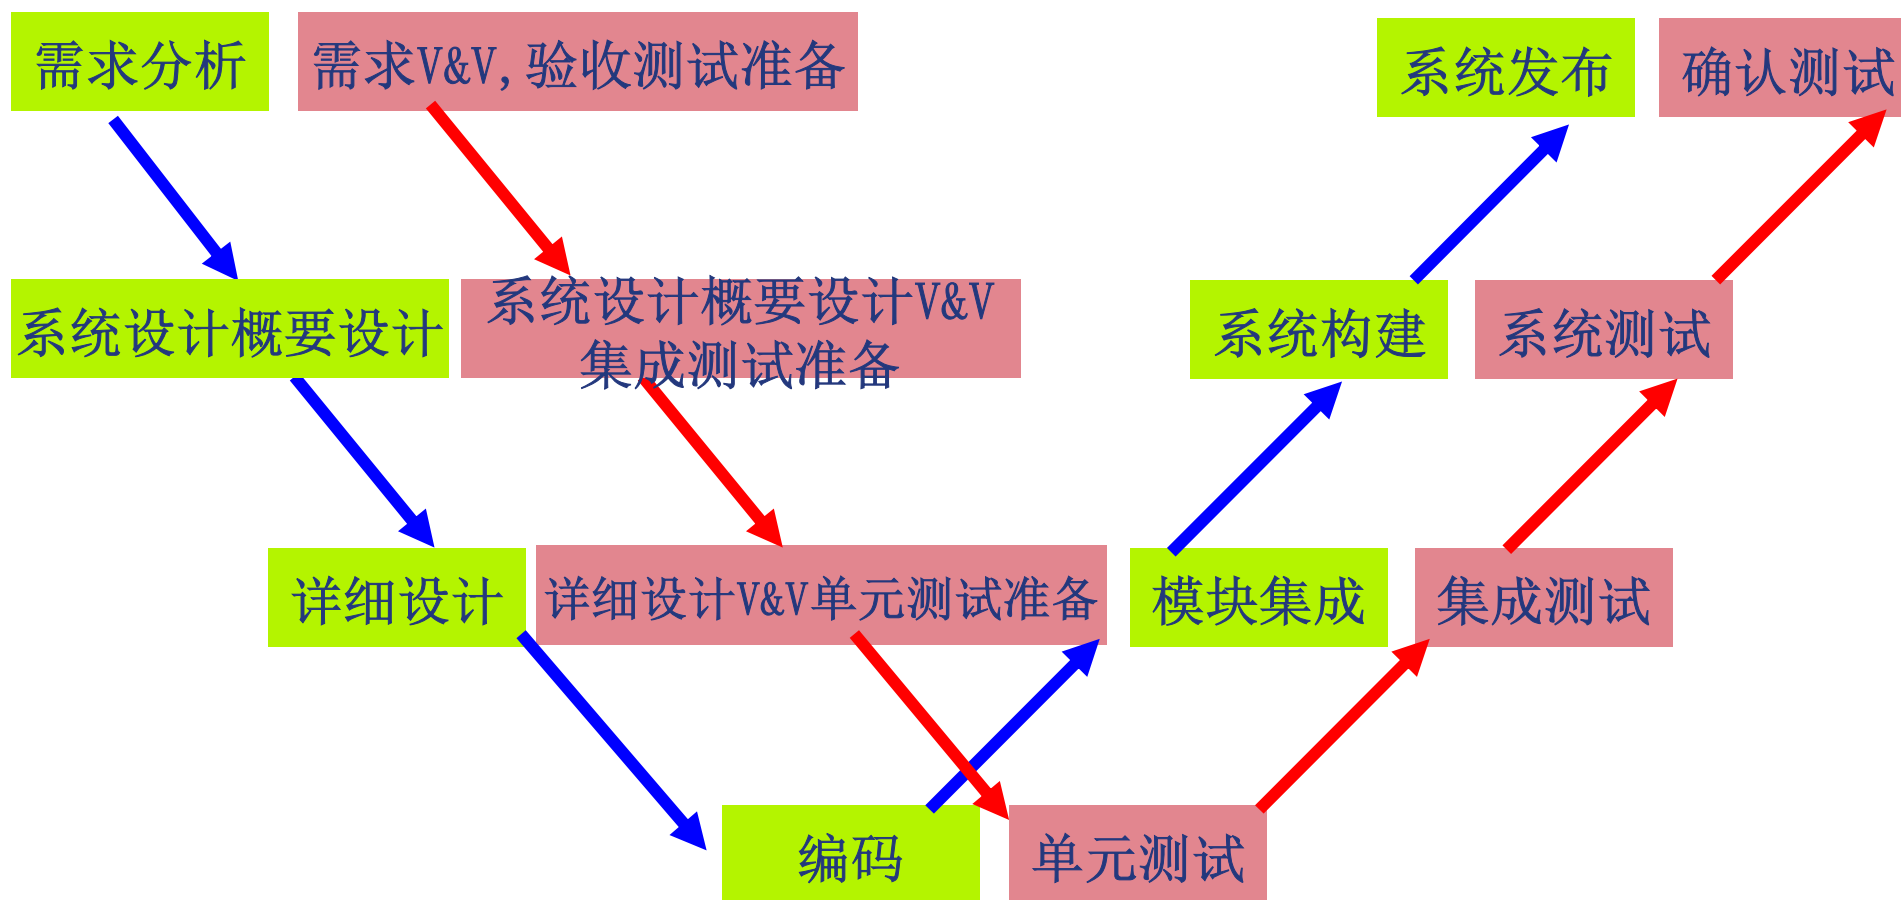 需求分析
需求V&V,验收测试准备
系统发布
确认测试
系统设计概要设计
系统设计概要设计V&V
集成测试准备
系统构建
系统测试
详细设计
详细设计V&V单元测试准备
模块集成
集成测试
编码
单元测试